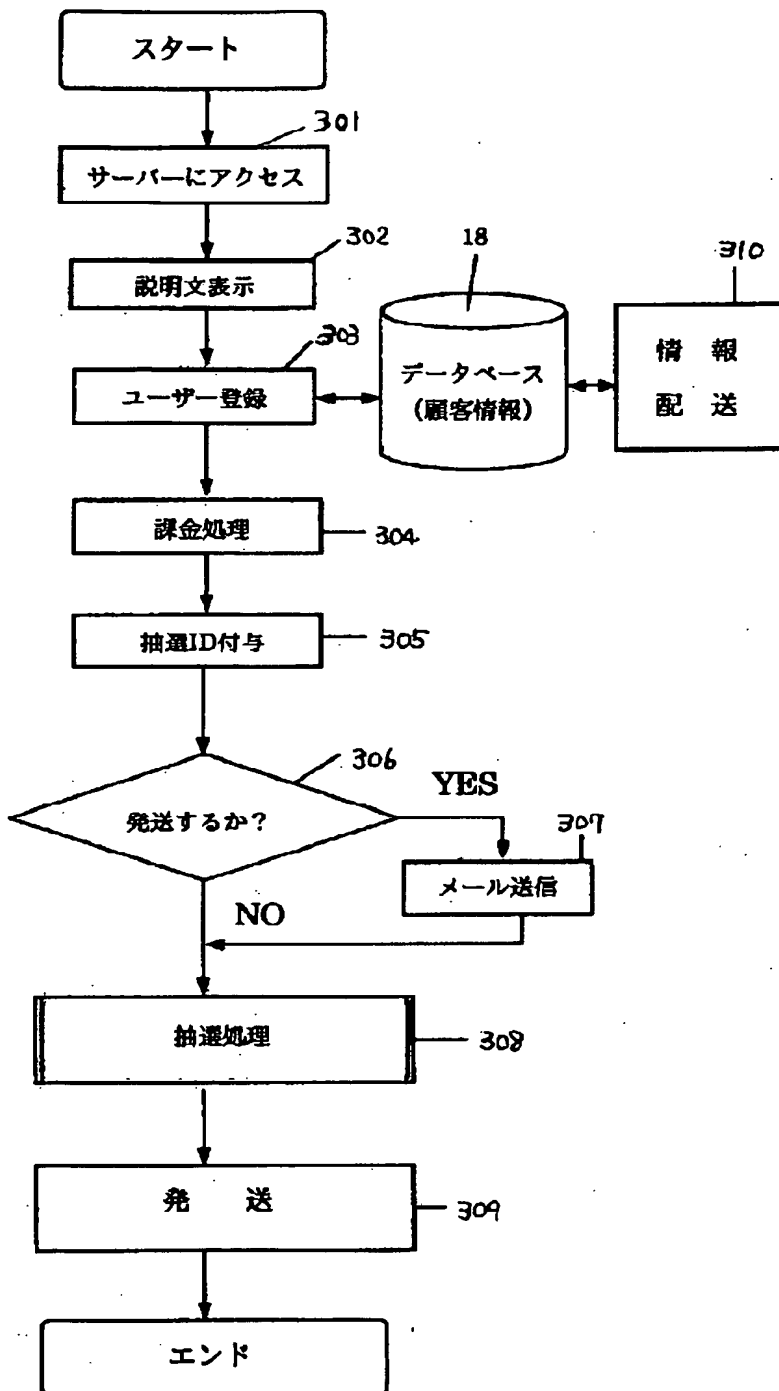 スタート
301
サーバーにアクセス
302
説明文表示
303
ユーザー登録
18
データベース
(顧客情報)
310
情 報
配 送
課金処理
304
抽選ID付与
305
306
発送するか?
YES
307
メール送信
NO
抽選処理
308
発 送
309
エンド